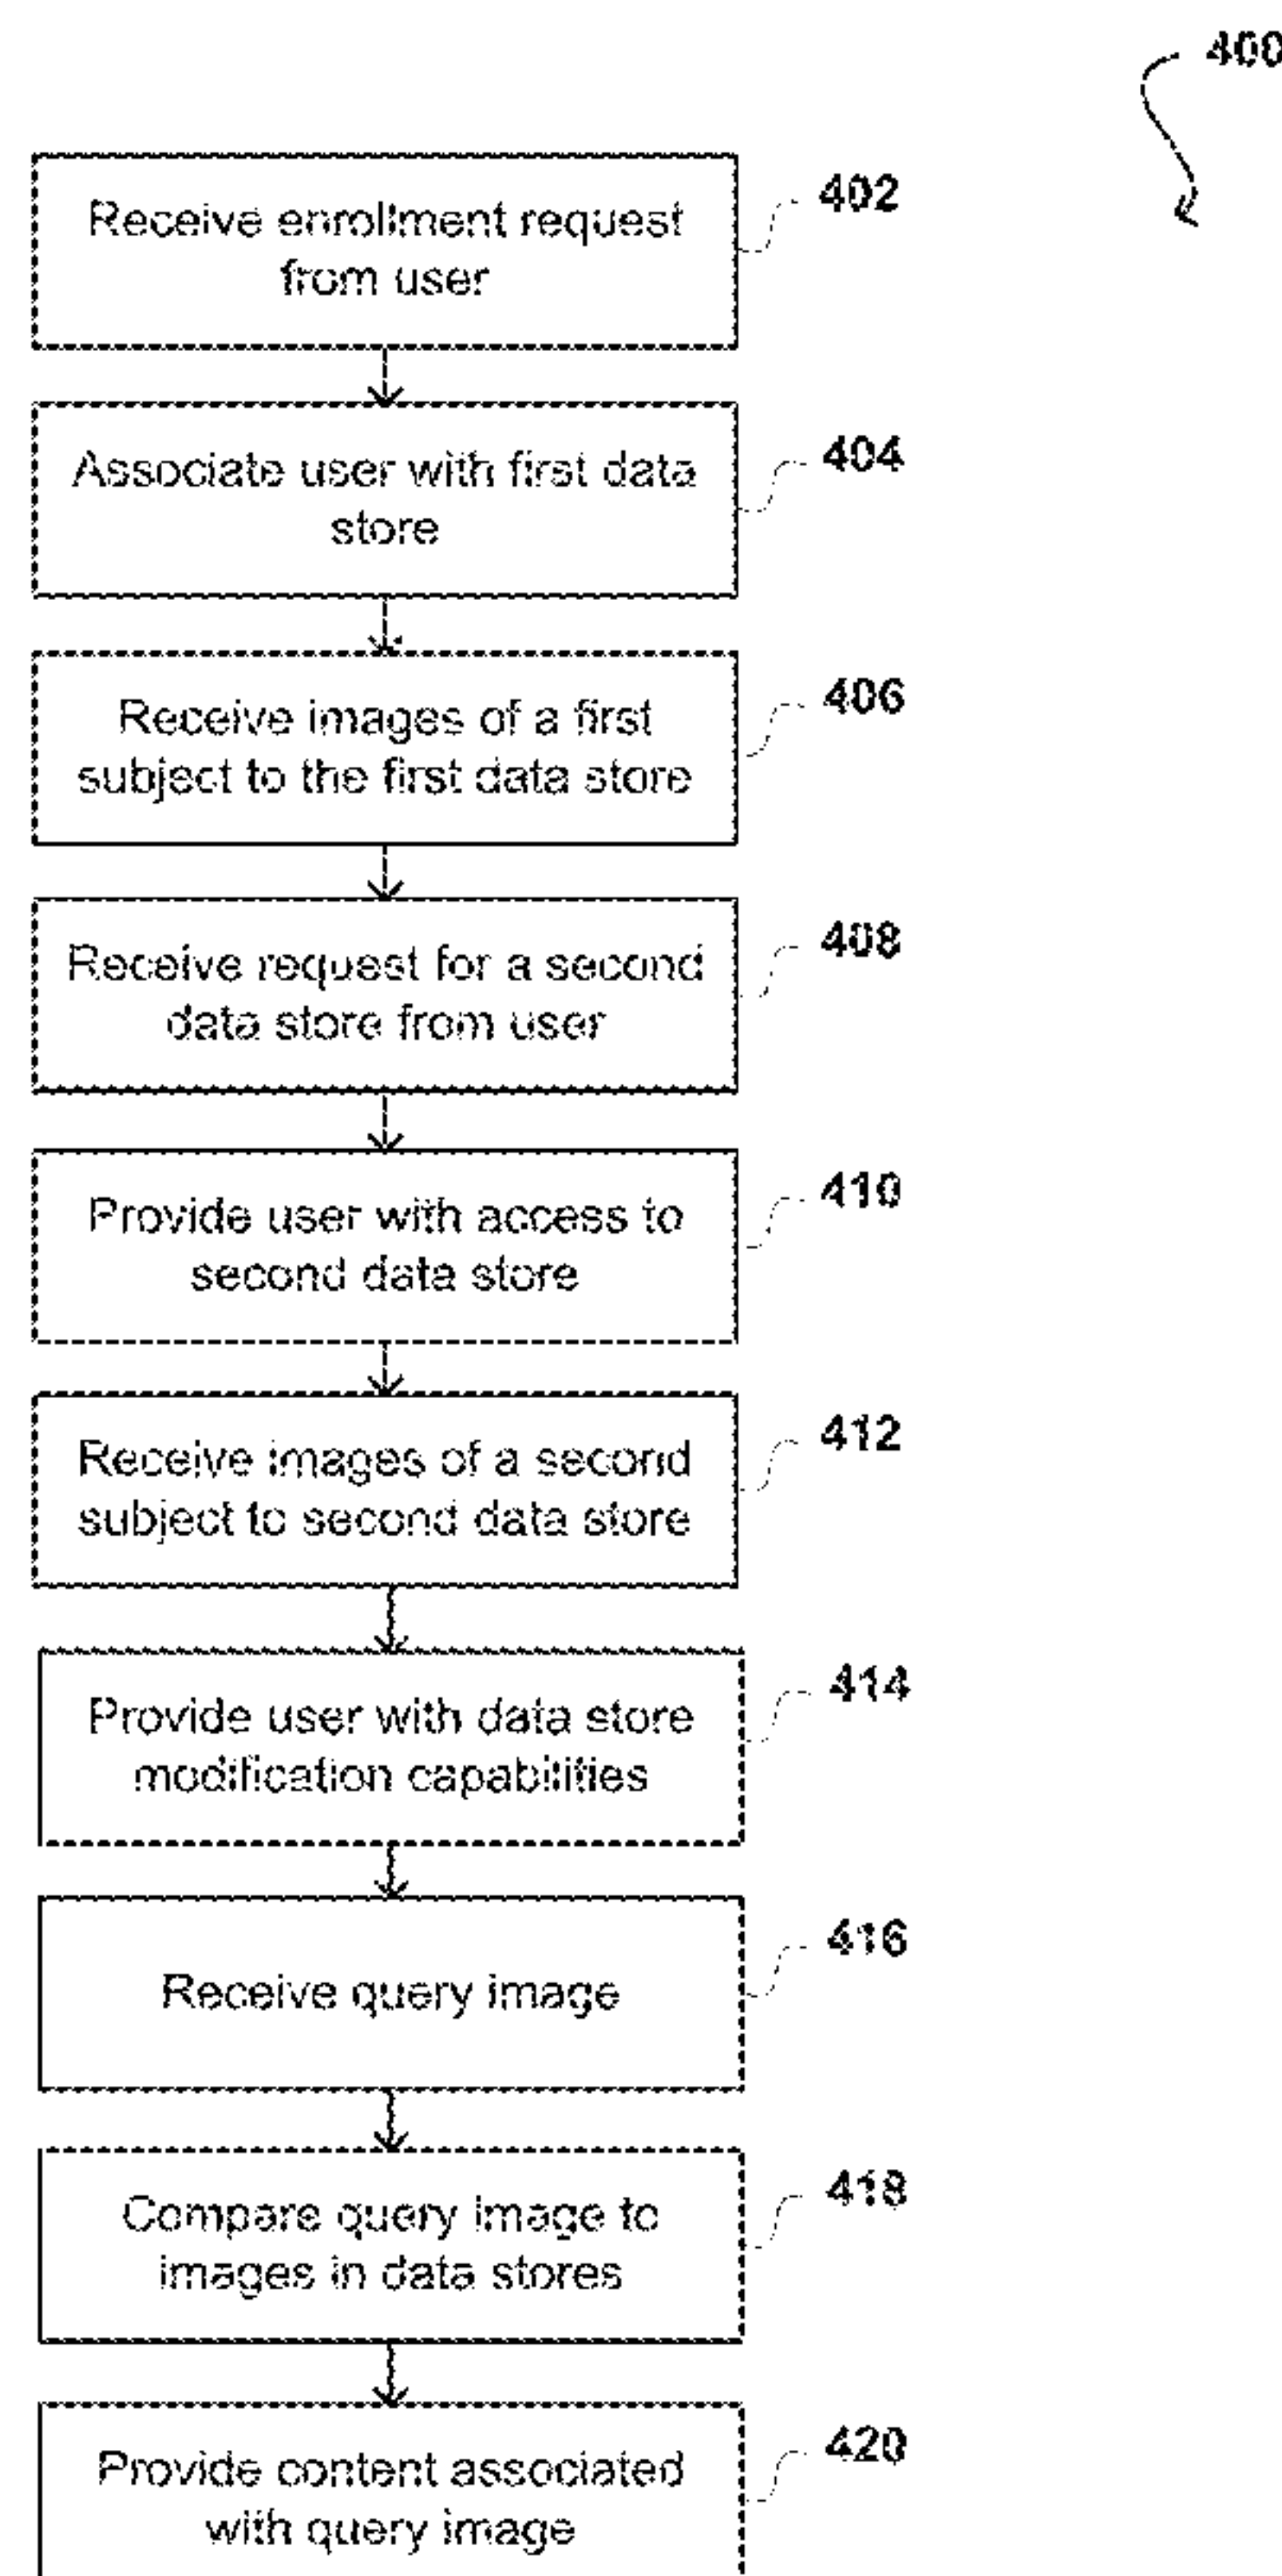 400
Receive enrollment request
from user
402
Associate user with first data
store
404
Receive images of a first
subject to the first data store
406
Receive request for a second
data store from user
408
Provide user with access to
second data store
410
Receive images of a second
subject to second data store
412
Provide user with data store
modification capabilities
414
Receive query image
416
Compare query image to
images in data stores
418
Provide content associated
with query image
420